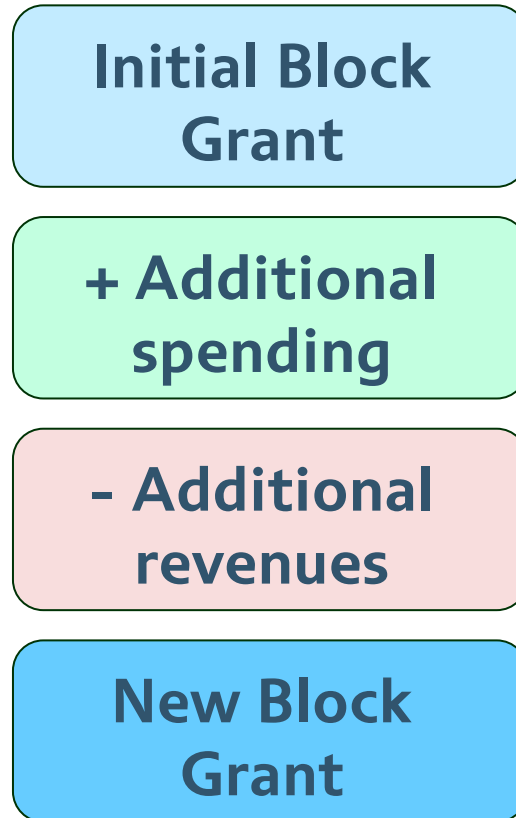 Initial Block
Grant
+ Additional
spending
- Additional
revenues
New Block
Grant